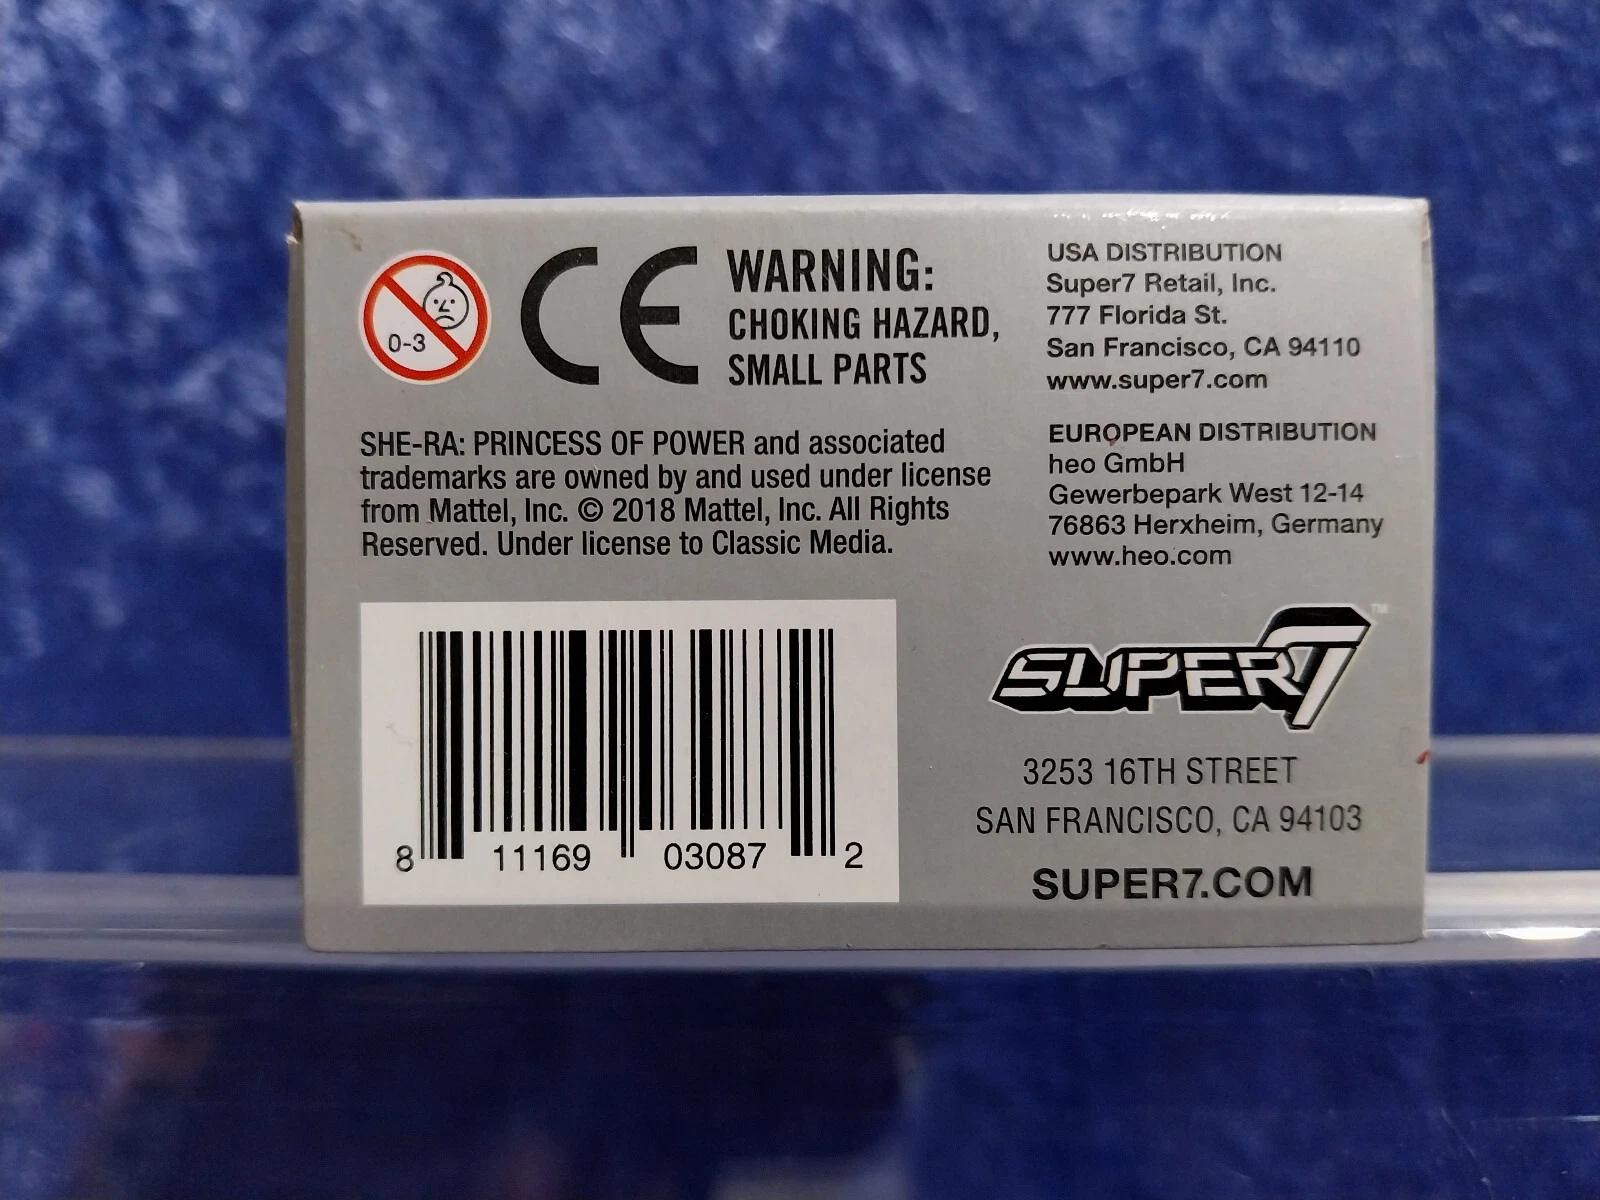 0-3
CE
WARNING:
CHOKING HAZARD,
SMALL PARTS
USA DISTRIBUTION
Super7 Retail, Inc.
777 Florida St.
San Francisco, CA 94110
www.super7.com
EUROPEAN DISTRIBUTION
heo GmbH
Gewerbepark West 12-14
76863 Herxheim, Germany
www.heo.com
SHE-RA: PRINCESS OF POWER and associated
trademarks are owned by and used under license
from Mattel, Inc. © 2018 Mattel, Inc. All Rights
Reserved. Under license to Classic Media.
8 11169 03087 2
SUPER7™
3253 16TH STREET
SAN FRANCISCO, CA 94103
SUPER7.COM